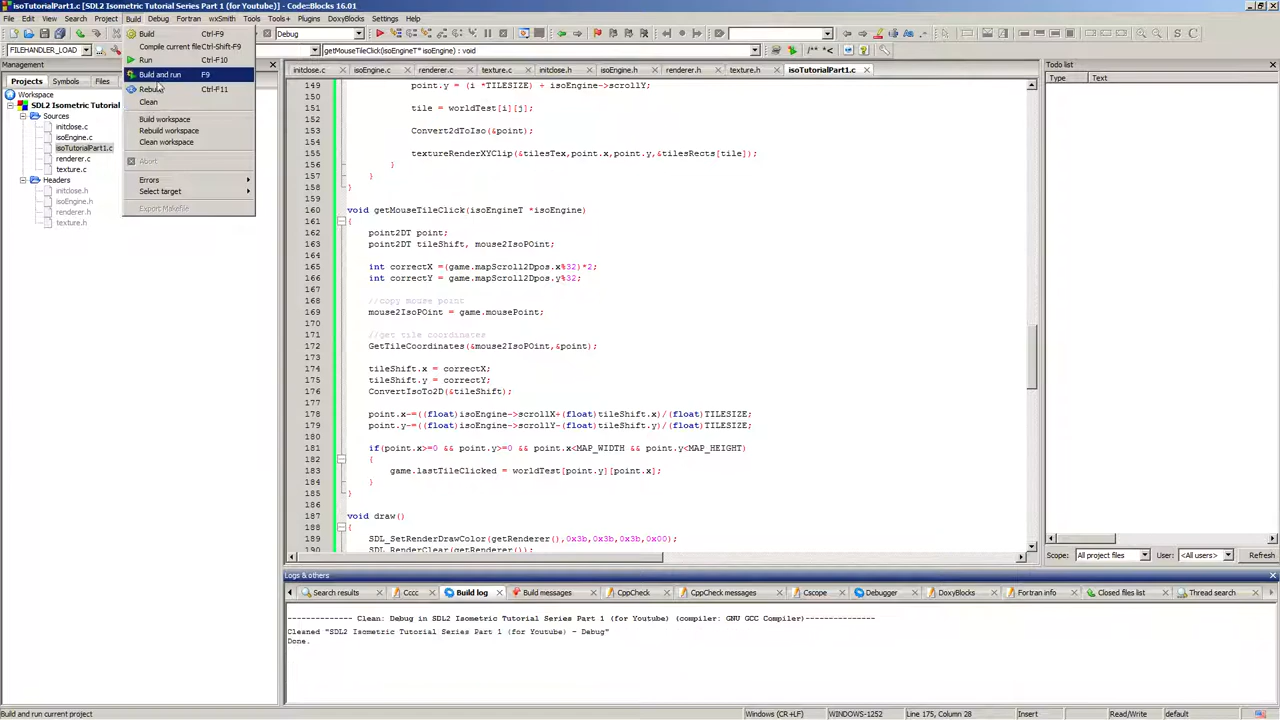 isoTutorialPart1.c [SDL2 Isometric Tutorial Series Part 1 (for Youtube)] - Code::Blocks 16.01
File Edit View Search Project Build Debug Fortran wxSmith Tools Tools+ Plugins DoxyBlocks Settings Help
Debug
FILEHANDLER_LOAD
getMouseTileClick(isoEngineT* isoEngine) : void
Build Ctrl-F9
Compile current file Ctrl-Shift-F9
Run Ctrl-F10
Build and run F9
Rebuild Ctrl-F11
Clean
Build workspace
Rebuild workspace
Clean workspace
Abort
Errors
Select target
Export Makefile
Management
Projects Symbols Files
Workspace
SDL2 Isometric Tutorial
Sources
initclose.c
isoEngine.c
isoTutorialPart1.c
renderer.c
texture.c
Headers
initclose.h
isoEngine.h
renderer.h
texture.h
initclose.c isoEngine.c renderer.c texture.c initclose.h isoEngine.h renderer.h texture.h isoTutorialPart1.c
149 point.y = (i *TILESIZE) + isoEngine->scrollY;
150
151 tile = worldTest[i][j];
152
153 Convert2dToIso(&point);
154
155 textureRenderXYClip(&tilesTex,point.x,point.y,&tilesRects[tile]);
156 }
157 }
158 }
159
160 void getMouseTileClick(isoEngineT *isoEngine)
161 {
162 point2DT point;
163 point2DT tileShift, mouse2IsoPOint;
164
165 int correctX =(game.mapScroll2Dpos.x%32)*2;
166 int correctY = game.mapScroll2Dpos.y%32;
167
168 //copy mouse point
169 mouse2IsoPOint = game.mousePoint;
170
171 //get tile coordinates
172 GetTileCoordinates(&mouse2IsoPOint,&point);
173
174 tileShift.x = correctX;
175 tileShift.y = correctY;
176 ConvertIsoTo2D(&tileShift);
177
178 point.x-=((float)isoEngine->scrollX+(float)tileShift.x)/(float)TILESIZE;
179 point.y-=((float)isoEngine->scrollY-(float)tileShift.y)/(float)TILESIZE;
180
181 if(point.x>=0 && point.y>=0 && point.x<MAP_WIDTH && point.y<MAP_HEIGHT)
182 {
183 game.lastTileClicked = worldTest[point.y][point.x];
184 }
185 }
186
187 void draw()
188 {
189 SDL_SetRenderDrawColor(getRenderer(),0x3b,0x3b,0x3b,0x00);
190 SDL_RenderClear(getRenderer());
Todo list
Type Text
Scope: All project files User: <All users> Refresh
Logs & others
Search results Cccc Build log Build messages CppCheck CppCheck messages Cscope Debugger DoxyBlocks Fortran info Closed files list Thread search
-------------- Clean: Debug in SDL2 Isometric Tutorial Series Part 1 (for Youtube) (compiler: GNU GCC Compiler)---------------
Cleaned "SDL2 Isometric Tutorial Series Part 1 (for Youtube) - Debug"
Done.
Build and run current project
Windows (CR+LF) WINDOWS-1252 Line 175, Column 28 Insert Read/Write default